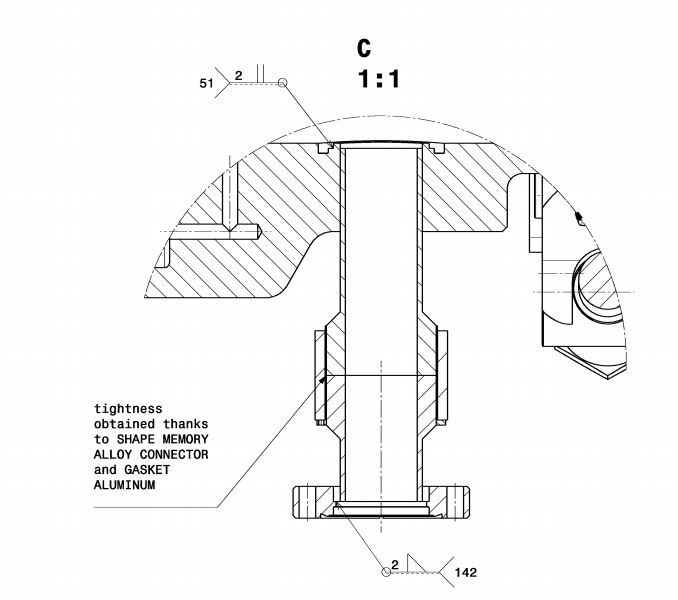 C
1:1
51 2
tightness
obtained thanks
to SHAPE MEMORY
ALLOY CONNECTOR
and GASKET
ALUMINUM
2 142